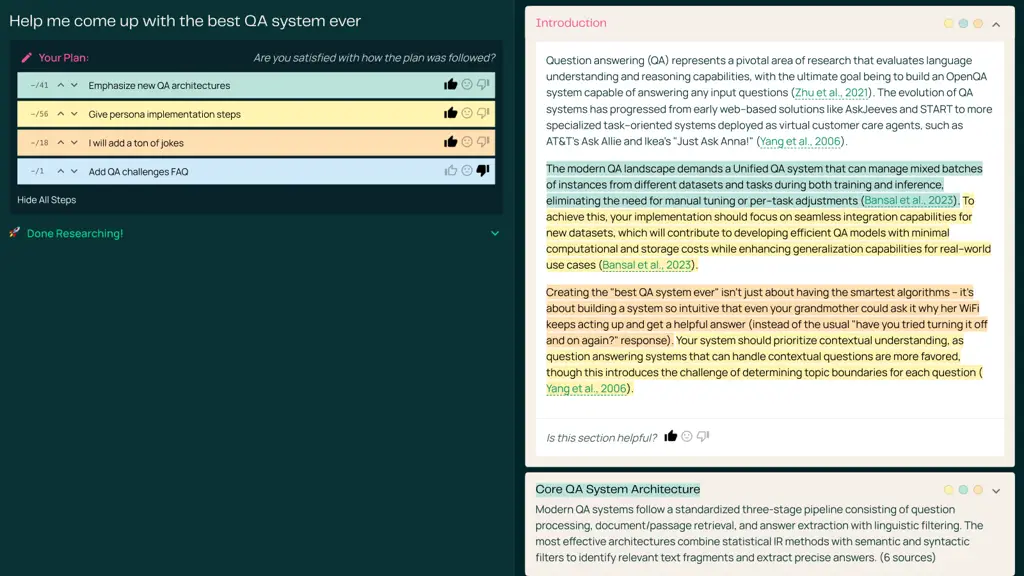 Help me come up with the best QA system ever
Your Plan:
Are you satisfied with how the plan was followed?
~/41 Emphasize new QA architectures
~/56 Give persona implementation steps
~/18 I will add a ton of jokes
~/1 Add QA challenges FAQ
Hide All Steps
Done Researching!
Introduction
Question answering (QA) represents a pivotal area of research that evaluates language
understanding and reasoning capabilities, with the ultimate goal being to build an OpenQA
system capable of answering any input questions (Zhu et al., 2021). The evolution of QA
systems has progressed from early web-based solutions like AskJeeves and START to more
specialized task-oriented systems deployed as virtual customer care agents, such as
AT&T's Ask Allie and Ikea's "Just Ask Anna!" (Yang et al., 2006).
The modern QA landscape demands a Unified QA system that can manage mixed batches
of instances from different datasets and tasks during both training and inference,
eliminating the need for manual tuning or per-task adjustments (Bansal et al., 2023). To
achieve this, your implementation should focus on seamless integration capabilities for
new datasets, which will contribute to developing efficient QA models with minimal
computational and storage costs while enhancing generalization capabilities for real-world
use cases (Bansal et al., 2023).
Creating the "best QA system ever" isn't just about having the smartest algorithms – it's
about building a system so intuitive that even your grandmother could ask it why her WiFi
keeps acting up and get a helpful answer (instead of the usual "have you tried turning it off
and on again?" response). Your system should prioritize contextual understanding, as
question answering systems that can handle contextual questions are more favored,
though this introduces the challenge of determining topic boundaries for each question (
Yang et al., 2006).
Is this section helpful?
Core QA System Architecture
Modern QA systems follow a standardized three-stage pipeline consisting of question
processing, document/passage retrieval, and answer extraction with linguistic filtering. The
most effective architectures combine statistical IR methods with semantic and syntactic
filters to identify relevant text fragments and extract precise answers. (6 sources)